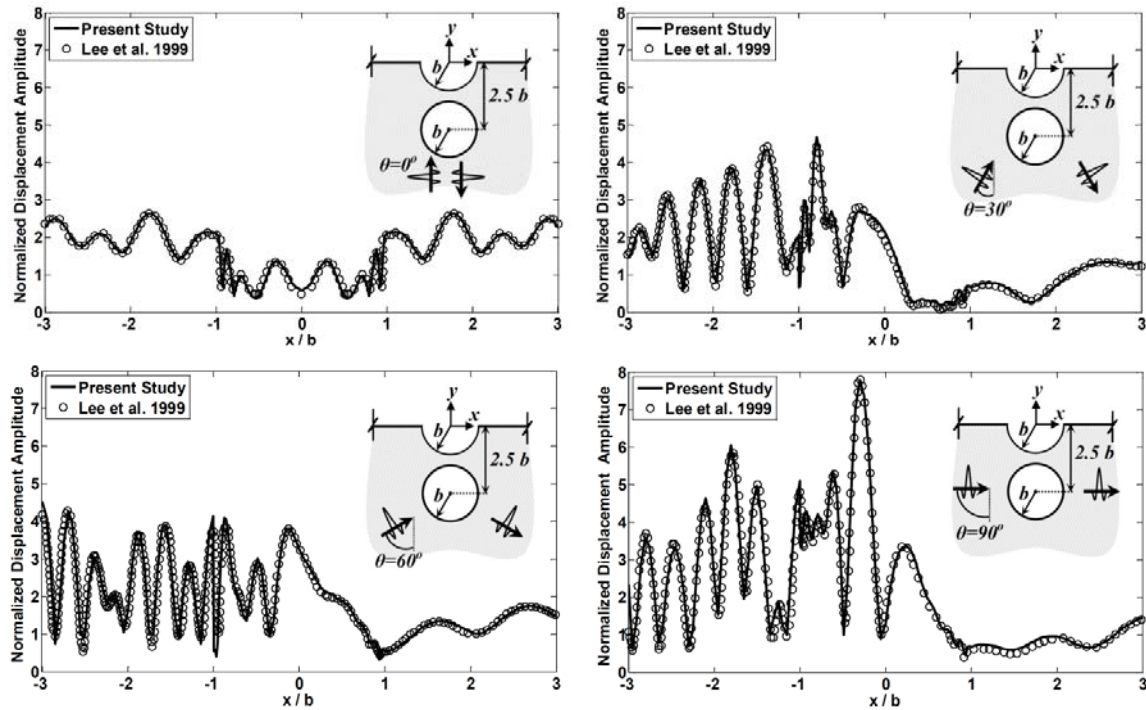 Present Study
Lee et al. 1999
Normalized Displacement Amplitude
8
7
6
5
4
3
2
1
0
-3
-2
-1
0
1
2
3
x / b
y
x
b
2.5 b
b
θ=0º
Present Study
Lee et al. 1999
Normalized Displacement Amplitude
8
7
6
5
4
3
2
1
0
-3
-2
-1
0
1
2
3
x / b
y
x
b
2.5 b
b
θ=30º
Present Study
Lee et al. 1999
Normalized Displacement Amplitude
8
7
6
5
4
3
2
1
0
-3
-2
-1
0
1
2
3
x / b
y
x
b
2.5 b
b
θ=60º
Present Study
Lee et al. 1999
Normalized Displacement Amplitude
8
7
6
5
4
3
2
1
0
-3
-2
-1
0
1
2
3
x / b
y
x
b
2.5 b
b
θ=90º